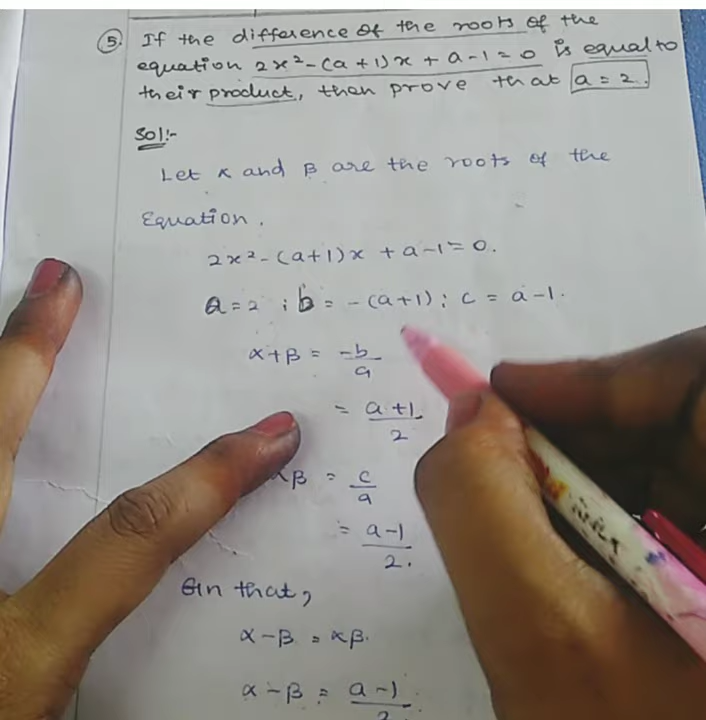 ⑤ If the difference of the roots of the
equation 2x² - (a+1)x + a-1 = 0 is equal to
their product, then prove that a = 2.
Sol:-
Let α and β are the roots of the
Equation.
2x² - (a+1)x + a-1 = 0.
a = 2 ; b = -(a+1) ; c = a-1.
α+β = -b/a
= a+1/2
αβ = c/a
= a-1/2.
Gn that,
α-β = αβ.
α-β = a-1/2.